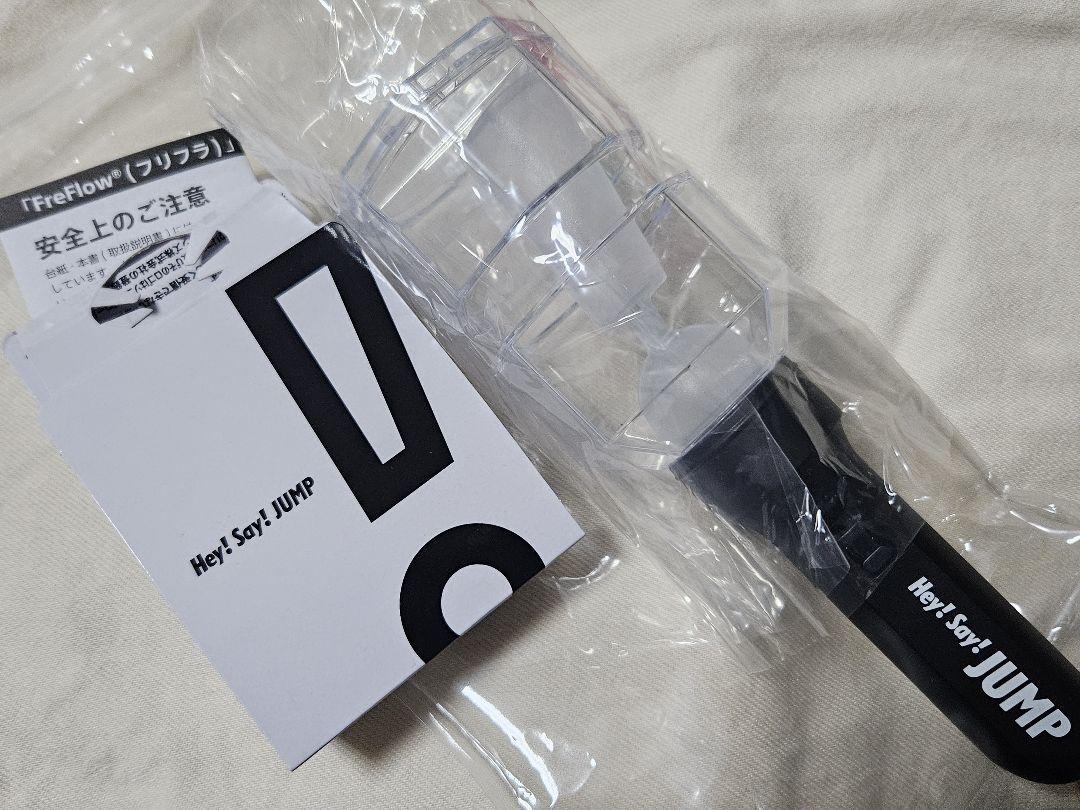 「FreFlow®(フリフラ)」
安全上のご注意
台紙・本書(取扱説明書)には
しています
Hey! Say! JUMP
Hey! Say! JUMP